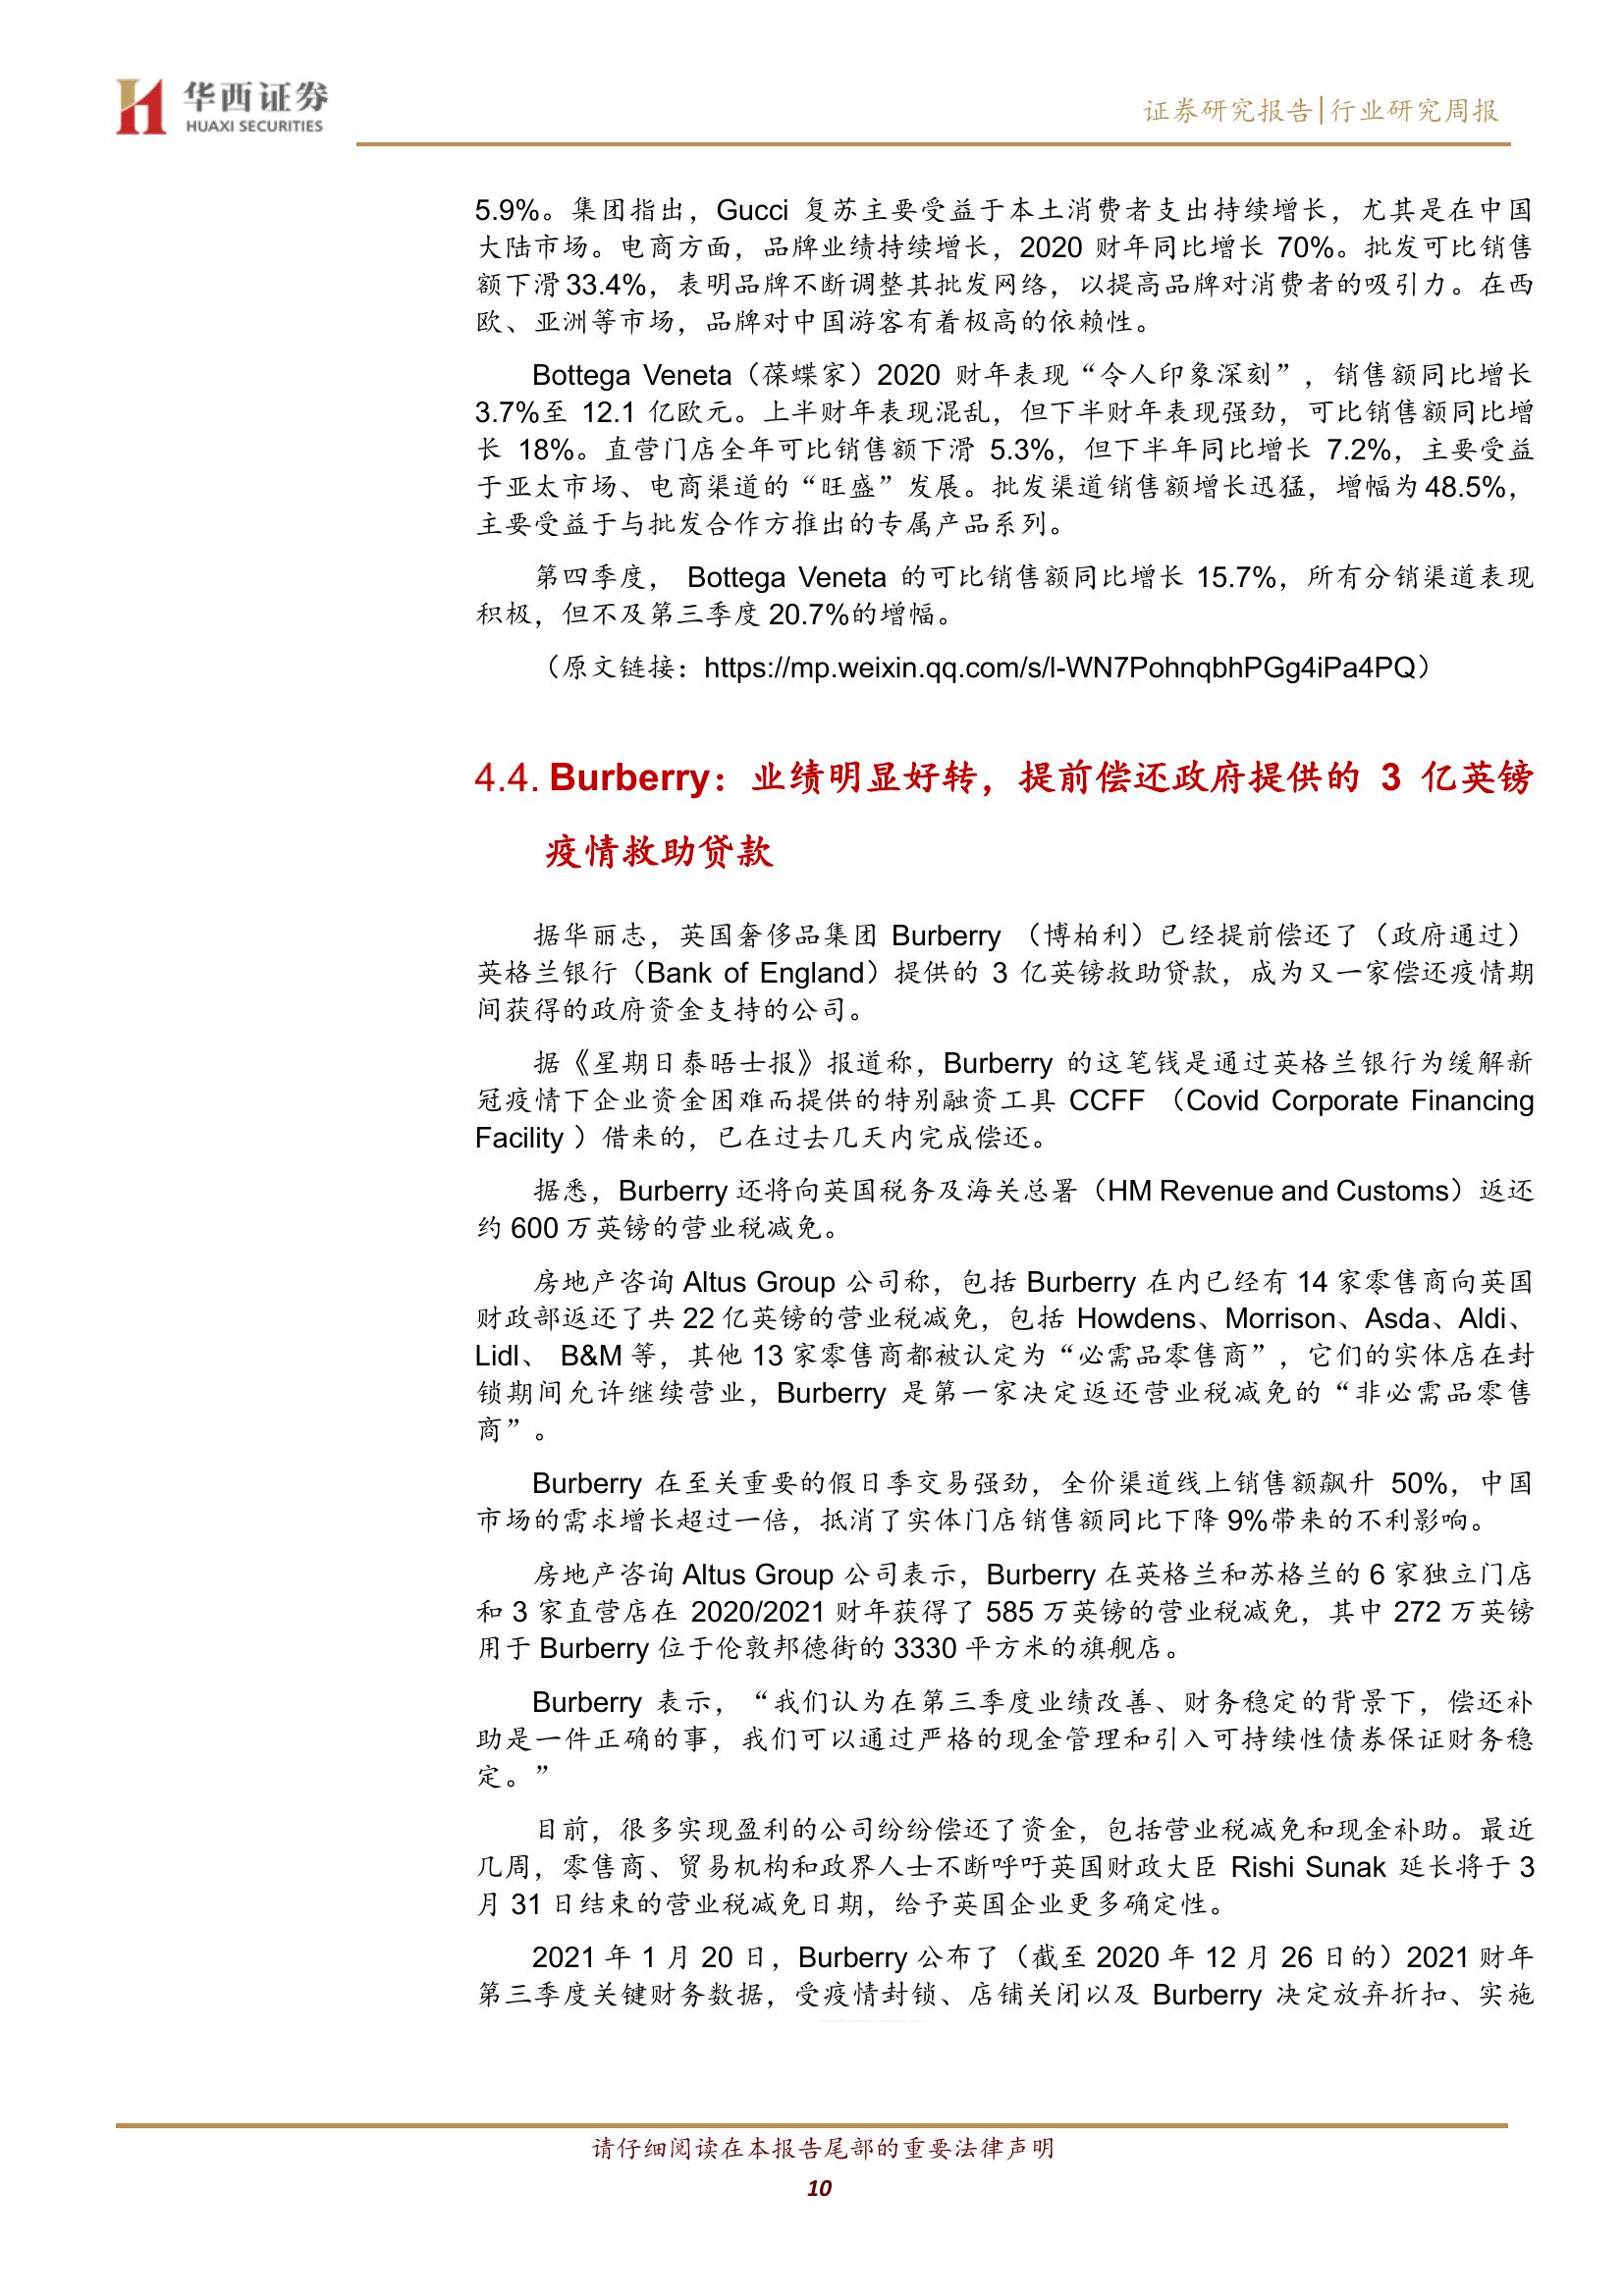 华西证券
HUAXI SECURITIES
证券研究报告|行业研究周报
5.9%。集团指出，Gucci 复苏主要受益于本土消费者支出持续增长，尤其是在中国
大陆市场。电商方面，品牌业绩持续增长，2020 财年同比增长 70%。批发可比销售
额下滑 33.4%，表明品牌不断调整其批发网络，以提高品牌对消费者的吸引力。在西
欧、亚洲等市场，品牌对中国游客有着极高的依赖性。
Bottega Veneta（葆蝶家）2020 财年表现“令人印象深刻”，销售额同比增长
3.7%至 12.1 亿欧元。上半财年表现混乱，但下半财年表现强劲，可比销售额同比增
长 18%。直营门店全年可比销售额下滑 5.3%，但下半年同比增长 7.2%，主要受益
于亚太市场、电商渠道的“旺盛”发展。批发渠道销售额增长迅猛，增幅为 48.5%，
主要受益于与批发合作方推出的专属产品系列。
第四季度， Bottega Veneta 的可比销售额同比增长 15.7%，所有分销渠道表现
积极，但不及第三季度 20.7%的增幅。
（原文链接：https://mp.weixin.qq.com/s/l-WN7PohnqbhPGg4iPa4PQ）
4.4. Burberry：业绩明显好转，提前偿还政府提供的 3 亿英镑
疫情救助贷款
据华丽志，英国奢侈品集团 Burberry （博柏利）已经提前偿还了（政府通过）
英格兰银行（Bank of England）提供的 3 亿英镑救助贷款，成为又一家偿还疫情期
间获得的政府资金支持的公司。
据《星期日泰晤士报》报道称，Burberry 的这笔钱是通过英格兰银行为缓解新
冠疫情下企业资金困难而提供的特别融资工具 CCFF （Covid Corporate Financing
Facility ）借来的，已在过去几天内完成偿还。
据悉，Burberry 还将向英国税务及海关总署（HM Revenue and Customs）返还
约 600 万英镑的营业税减免。
房地产咨询 Altus Group 公司称，包括 Burberry 在内已经有 14 家零售商向英国
财政部返还了共 22 亿英镑的营业税减免，包括 Howdens、Morrison、Asda、Aldi、
Lidl、 B&M 等，其他 13 家零售商都被认定为“必需品零售商”，它们的实体店在封
锁期间允许继续营业，Burberry 是第一家决定返还营业税减免的“非必需品零售
商”。
Burberry 在至关重要的假日季交易强劲，全价渠道线上销售额飙升 50%，中国
市场的需求增长超过一倍，抵消了实体门店销售额同比下降 9%带来的不利影响。
房地产咨询 Altus Group 公司表示，Burberry 在英格兰和苏格兰的 6 家独立门店
和 3 家直营店在 2020/2021 财年获得了 585 万英镑的营业税减免，其中 272 万英镑
用于 Burberry 位于伦敦邦德街的 3330 平方米的旗舰店。
Burberry 表示，“我们认为在第三季度业绩改善、财务稳定的背景下，偿还补
助是一件正确的事，我们可以通过严格的现金管理和引入可持续性债券保证财务稳
定。”
目前，很多实现盈利的公司纷纷偿还了资金，包括营业税减免和现金补助。最近
几周，零售商、贸易机构和政界人士不断呼吁英国财政大臣 Rishi Sunak 延长将于 3
月 31 日结束的营业税减免日期，给予英国企业更多确定性。
2021 年 1 月 20 日，Burberry 公布了（截至 2020 年 12 月 26 日的）2021 财年
第三季度关键财务数据，受疫情封锁、店铺关闭以及 Burberry 决定放弃折扣、实施
请仔细阅读在本报告尾部的重要法律声明
10